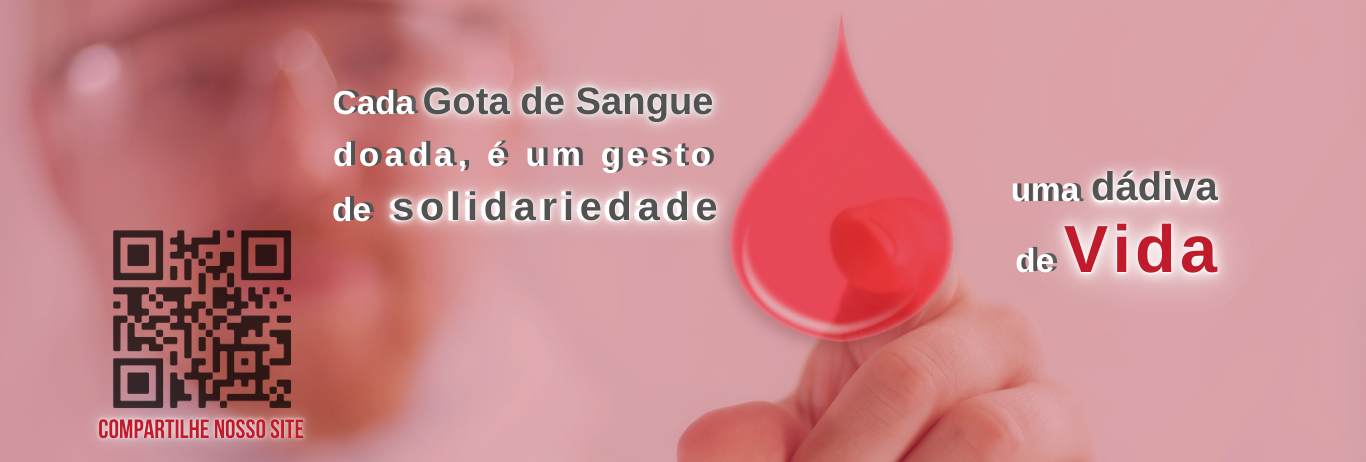 Cada Gota de Sangue
doada, é um gesto
de solidariedade
uma dádiva
de Vida
COMPARTILHE NOSSO SITE